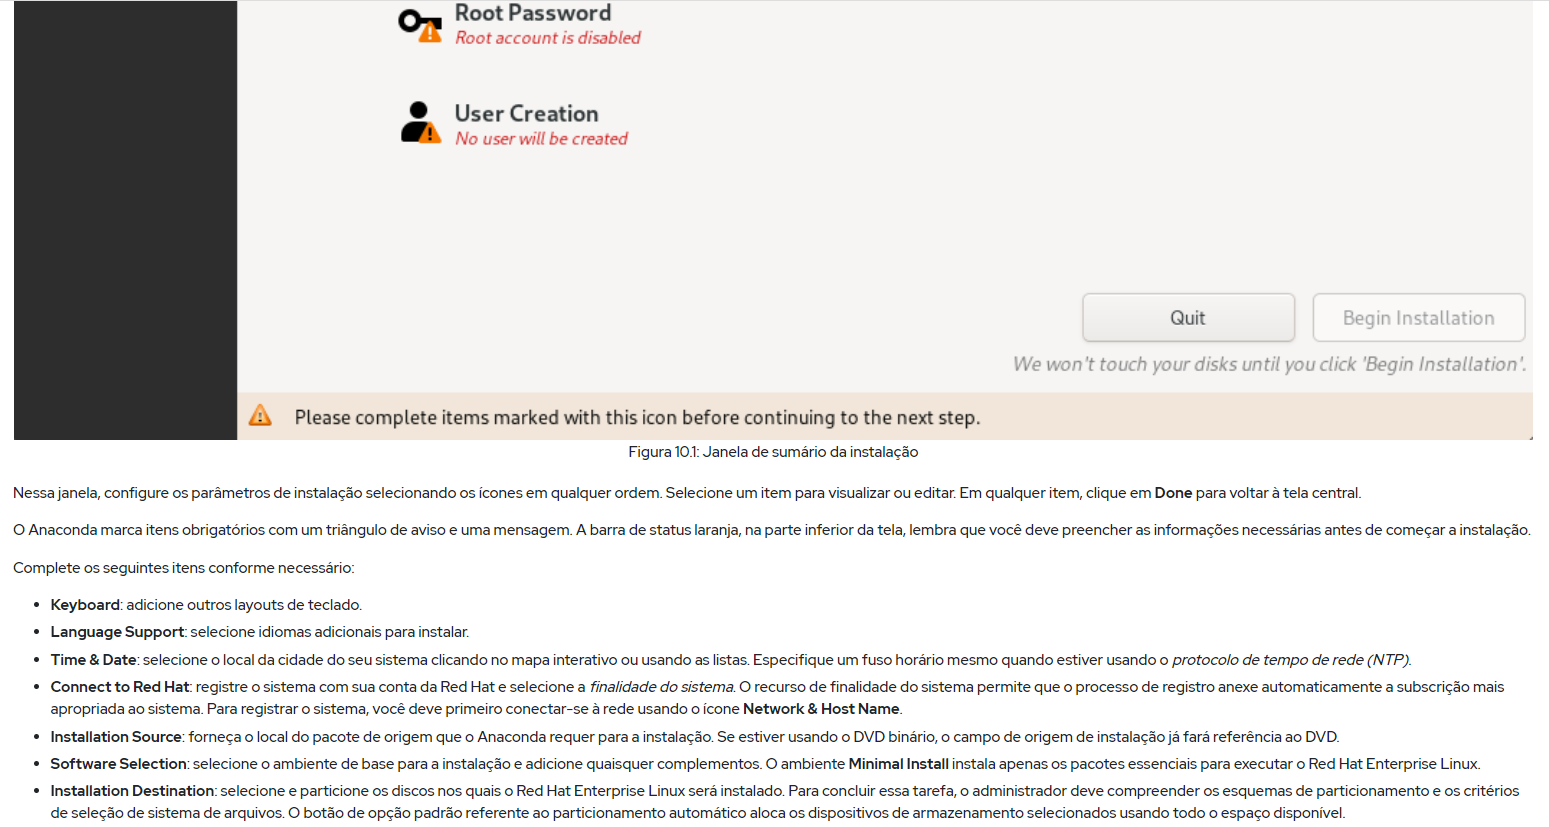 Root Password
Root account is disabled
User Creation
No user will be created
Quit
Begin Installation
We won't touch your disks until you click 'Begin Installation'.
Please complete items marked with this icon before continuing to the next step.
Figura 10.1: Janela de sumário da instalação
Nessa janela, configure os parâmetros de instalação selecionando os ícones em qualquer ordem. Selecione um item para visualizar ou editar. Em qualquer item, clique em Done para voltar à tela central.
O Anaconda marca itens obrigatórios com um triângulo de aviso e uma mensagem. A barra de status laranja, na parte inferior da tela, lembra que você deve preencher as informações necessárias antes de começar a instalação.
Complete os seguintes itens conforme necessário:
• Keyboard: adicione outros layouts de teclado.
• Language Support: selecione idiomas adicionais para instalar.
• Time & Date: selecione o local da cidade do seu sistema clicando no mapa interativo ou usando as listas. Especifique um fuso horário mesmo quando estiver usando o protocolo de tempo de rede (NTP).
• Connect to Red Hat: registre o sistema com sua conta da Red Hat e selecione a finalidade do sistema. O recurso de finalidade do sistema permite que o processo de registro anexe automaticamente a subscrição mais
apropriada ao sistema. Para registrar o sistema, você deve primeiro conectar-se à rede usando o ícone Network & Host Name.
• Installation Source: forneça o local do pacote de origem que o Anaconda requer para a instalação. Se estiver usando o DVD binário, o campo de origem de instalação já fará referência ao DVD.
• Software Selection: selecione o ambiente de base para a instalação e adicione quaisquer complementos. O ambiente Minimal Install instala apenas os pacotes essenciais para executar o Red Hat Enterprise Linux.
• Installation Destination: selecione e particione os discos nos quais o Red Hat Enterprise Linux será instalado. Para concluir essa tarefa, o administrador deve compreender os esquemas de particionamento e os critérios
de seleção de sistema de arquivos. O botão de opção padrão referente ao particionamento automático aloca os dispositivos de armazenamento selecionados usando todo o espaço disponível.